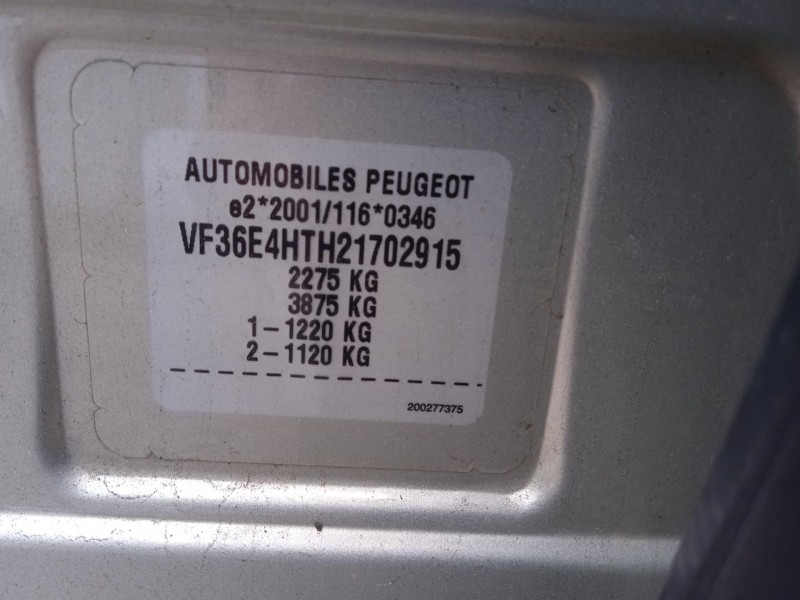 AUTOMOBILES PEUGEOT
e2*2001/116*0346
VF36E4HTH21702915
2275 KG
3875 KG
1-1220 KG
2-1120 KG
200277375